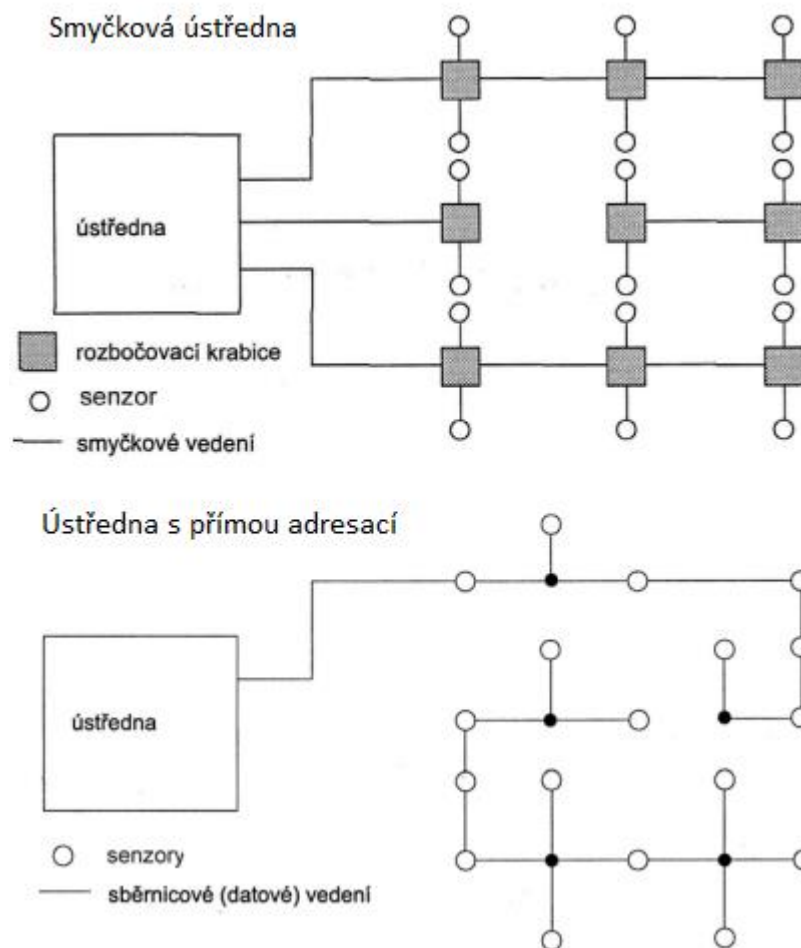 Smyčková ústředna
ústředna
rozbočovací krabice
senzor
smyčkové vedení
Ústředna s přímou adresací
ústředna
senzory
sběrnicové (datové) vedení